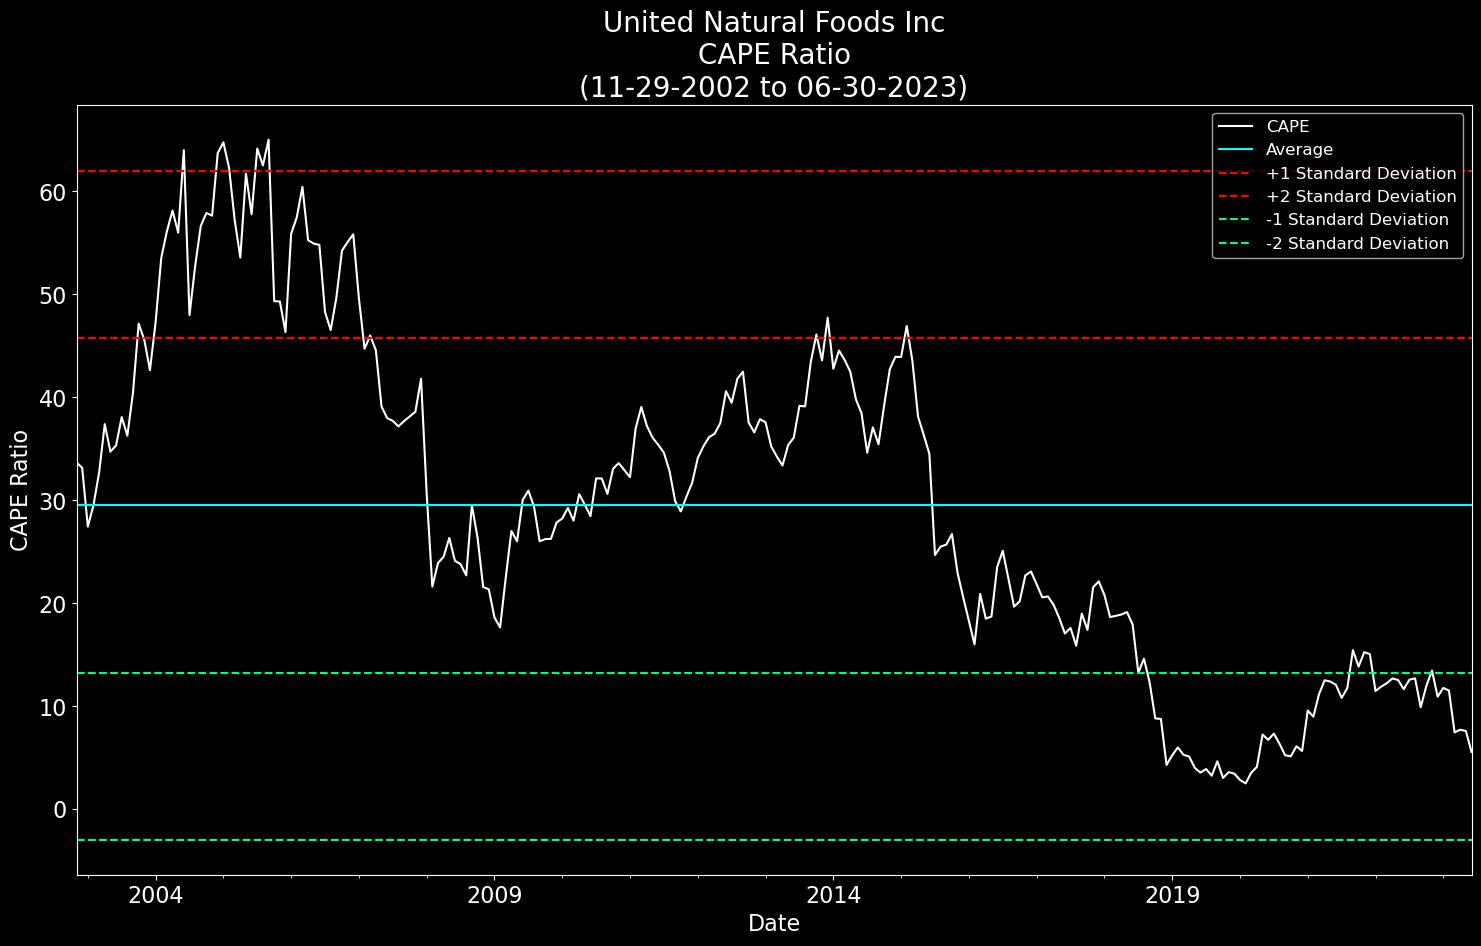 United Natural Foods Inc
CAPE Ratio
(11-29-2002 to 06-30-2023)
CAPE
Average
+1 Standard Deviation
+2 Standard Deviation
-1 Standard Deviation
-2 Standard Deviation
CAPE Ratio
60
50
40
30
20
10
0
2004
2009
2014
2019
Date